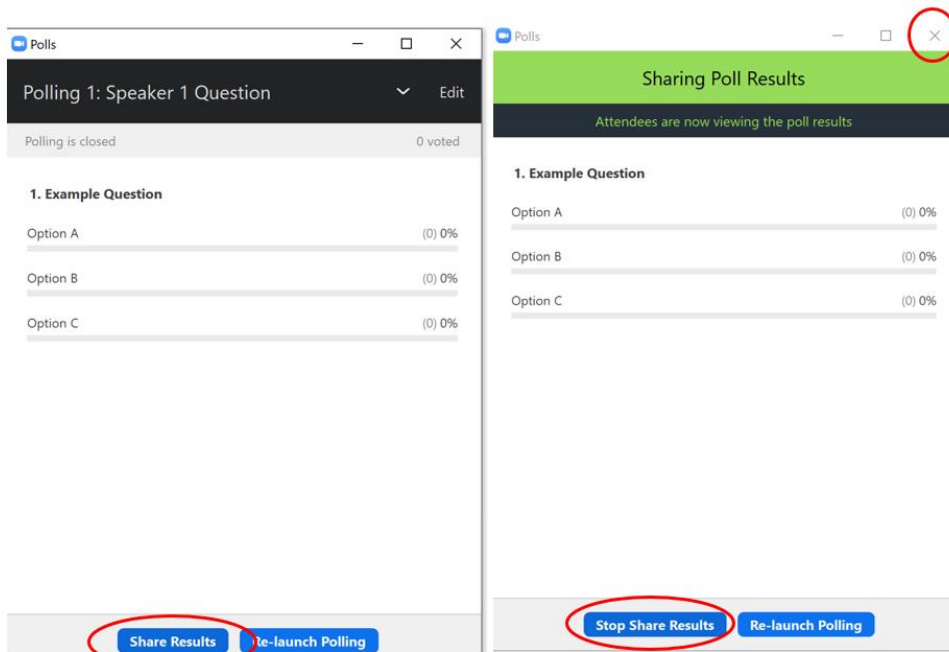 Polls
Polling 1: Speaker 1 Question Edit
Polling is closed 0 voted
1. Example Question
Option A (0) 0%
Option B (0) 0%
Option C (0) 0%
Share Results Re-launch Polling
Polls
Sharing Poll Results
Attendees are now viewing the poll results
1. Example Question
Option A (0) 0%
Option B (0) 0%
Option C (0) 0%
Stop Share Results Re-launch Polling